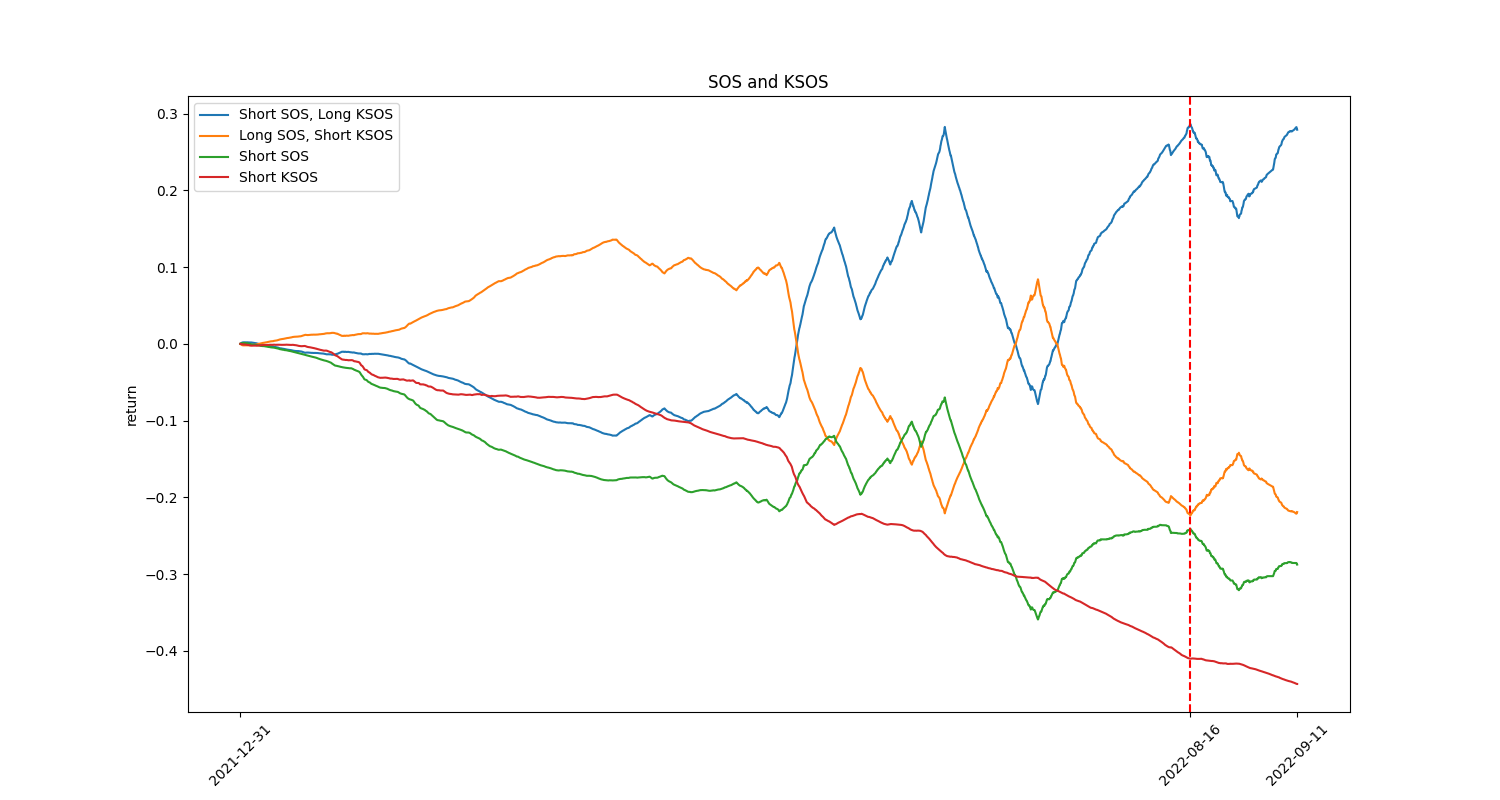 SOS and KSOS
Short SOS, Long KSOS
Long SOS, Short KSOS
Short SOS
Short KSOS
return
0.3
0.2
0.1
0.0
−0.1
−0.2
−0.3
−0.4
2021-12-31
2022-08-16
2022-09-11